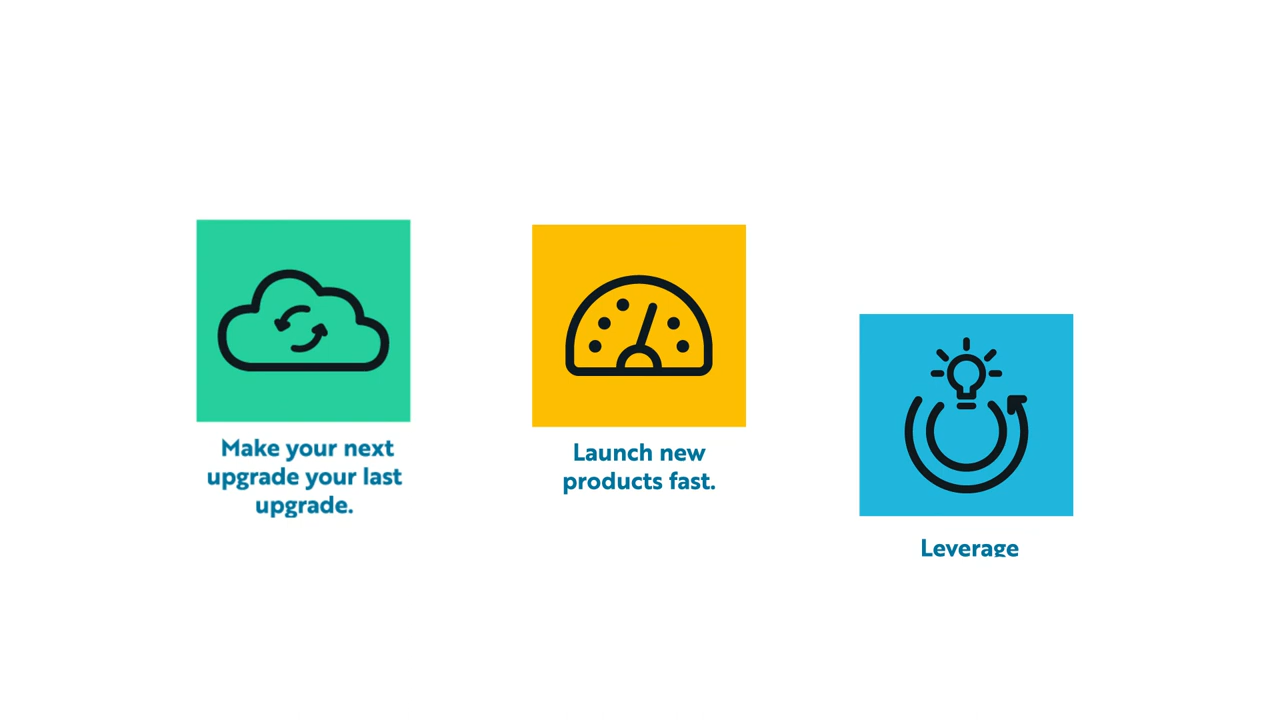 Make your next
upgrade your last
upgrade.
Launch new
products fast.
Leverage